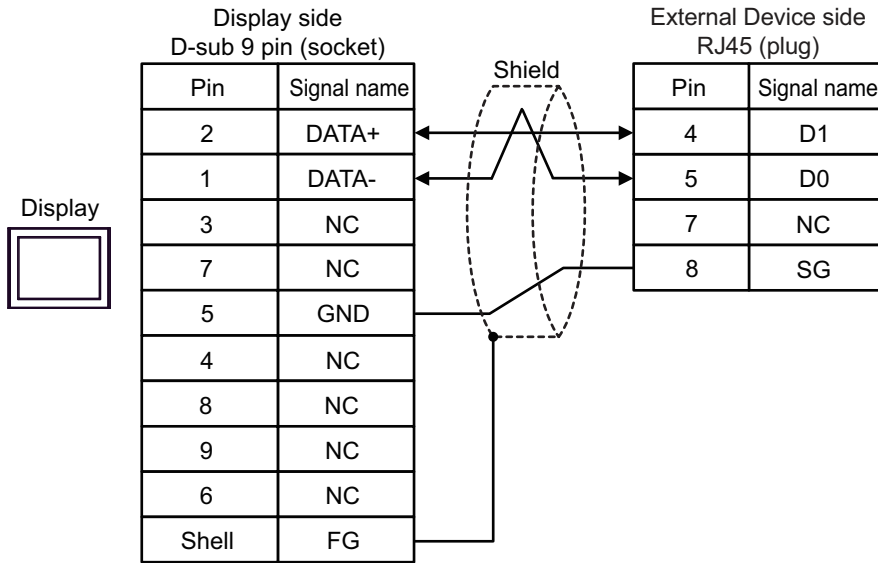 Display side
D-sub 9 pin (socket)
External Device side
RJ45 (plug)
Shield
Display
Pin Signal name
2 DATA+
1 DATA-
3 NC
7 NC
5 GND
4 NC
8 NC
9 NC
6 NC
Shell FG
Pin Signal name
4 D1
5 D0
7 NC
8 SG